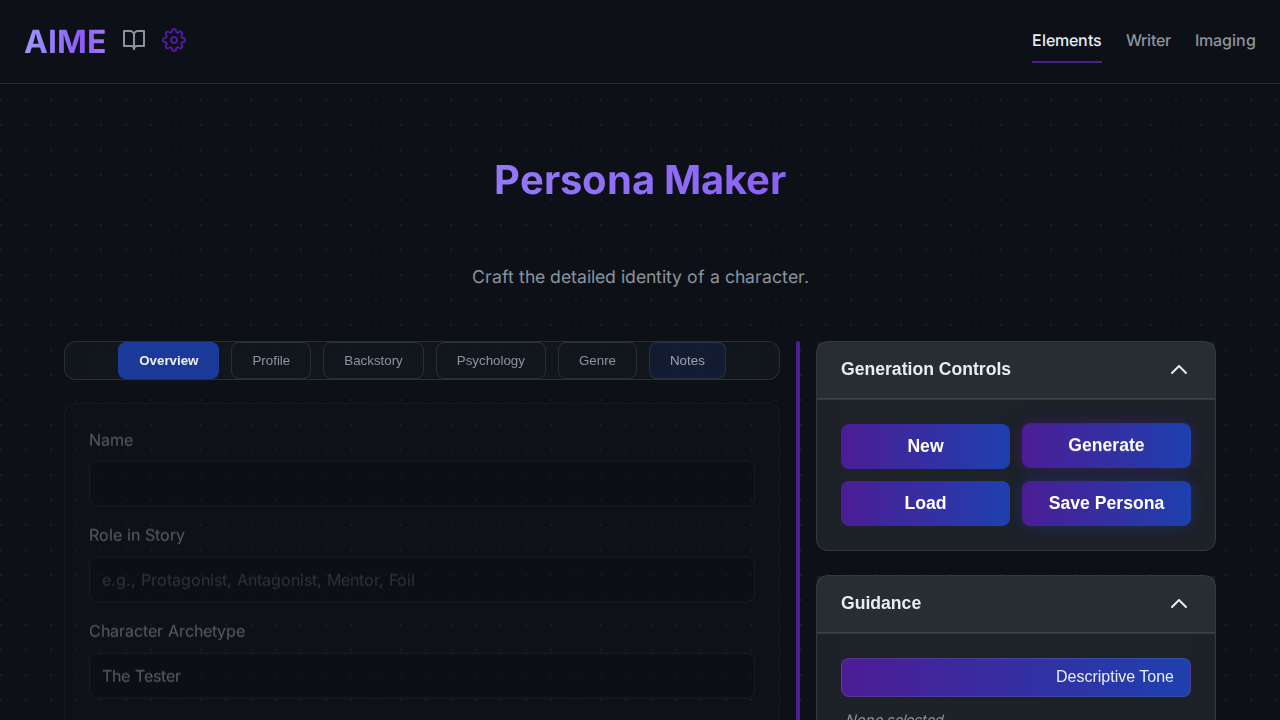 AIME
Elements Writer Imaging
Persona Maker
Craft the detailed identity of a character.
Overview Profile Backstory Psychology Genre Notes
Name
Role in Story
e.g., Protagonist, Antagonist, Mentor, Foil
Character Archetype
The Tester
Generation Controls
New Generate
Load Save Persona
Guidance
Descriptive Tone
None selected